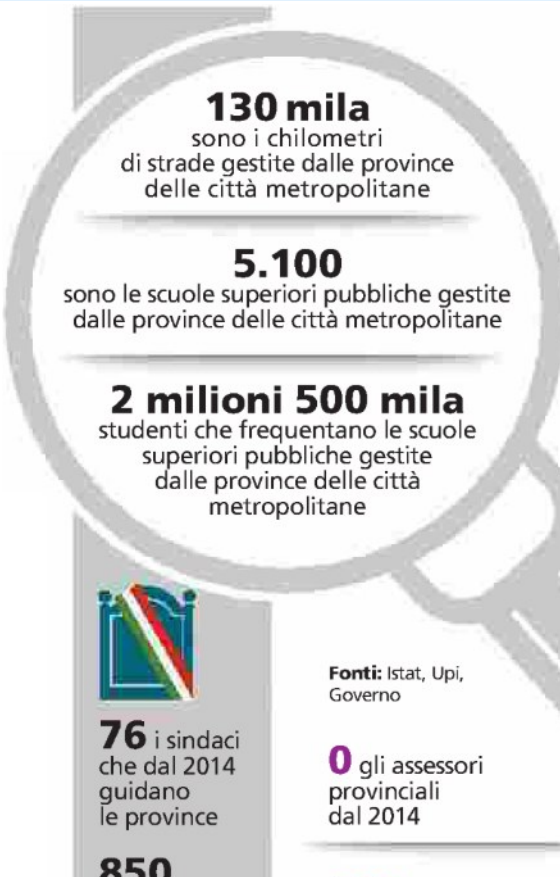 130 mila
sono i chilometri
di strade gestite dalle province
delle città metropolitane
5.100
sono le scuole superiori pubbliche gestite
dalle province delle città metropolitane
2 milioni 500 mila
studenti che frequentano le scuole
superiori pubbliche gestite
dalle province delle città
metropolitane
76 i sindaci
che dal 2014
guidano
le province
850
Fonti: Istat, Upi,
Governo
0 gli assessori
provinciali
dal 2014